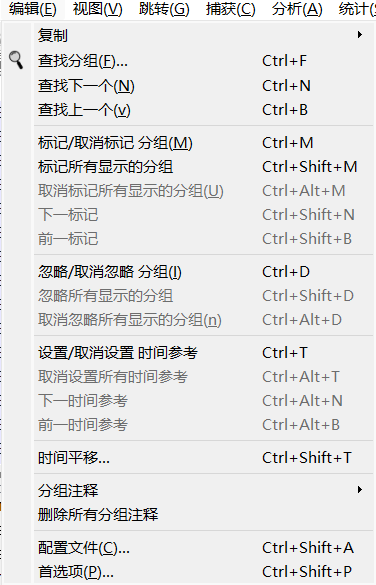 编辑(E) 视图(V) 跳转(G) 捕获(C) 分析(A) 统计(
复制
查找分组(F)... Ctrl+F
查找下一个(N) Ctrl+N
查找上一个(v) Ctrl+B
标记/取消标记 分组(M) Ctrl+M
标记所有显示的分组 Ctrl+Shift+M
取消标记所有显示的分组(U) Ctrl+Alt+M
下一标记 Ctrl+Shift+N
前一标记 Ctrl+Shift+B
忽略/取消忽略 分组(I) Ctrl+D
忽略所有显示的分组 Ctrl+Shift+D
取消忽略所有显示的分组(n) Ctrl+Alt+D
设置/取消设置 时间参考 Ctrl+T
取消设置所有时间参考 Ctrl+Alt+T
下一时间参考 Ctrl+Alt+N
前一时间参考 Ctrl+Alt+B
时间平移... Ctrl+Shift+T
分组注释
删除所有分组注释
配置文件(C)... Ctrl+Shift+A
首选项(P)... Ctrl+Shift+P